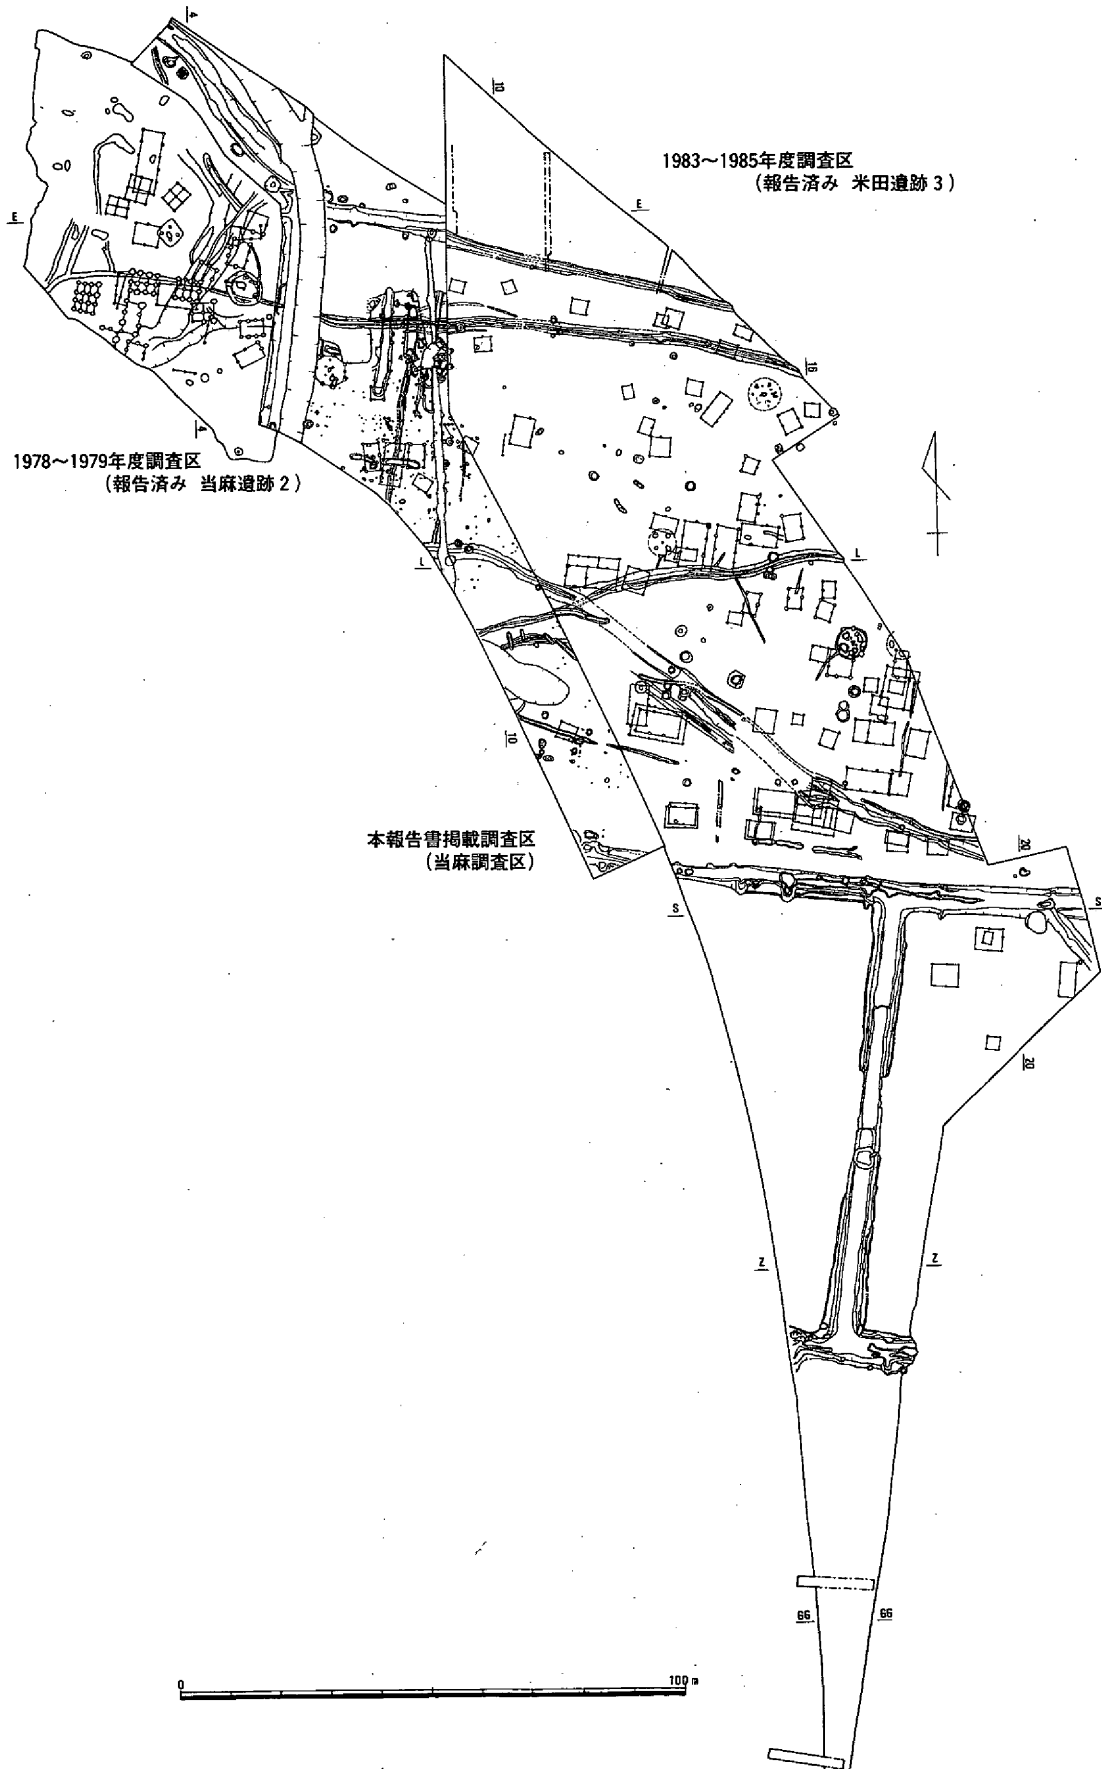 4
10
1983～1985年度調査区
(報告済み 米田遺跡3)
E
E
16
4
1978～1979年度調査区
(報告済み 当麻遺跡2)
L
L
10
本報告書掲載調査区
(当麻調査区)
20
S
S
20
Z
Z
GG
GG
0
100m